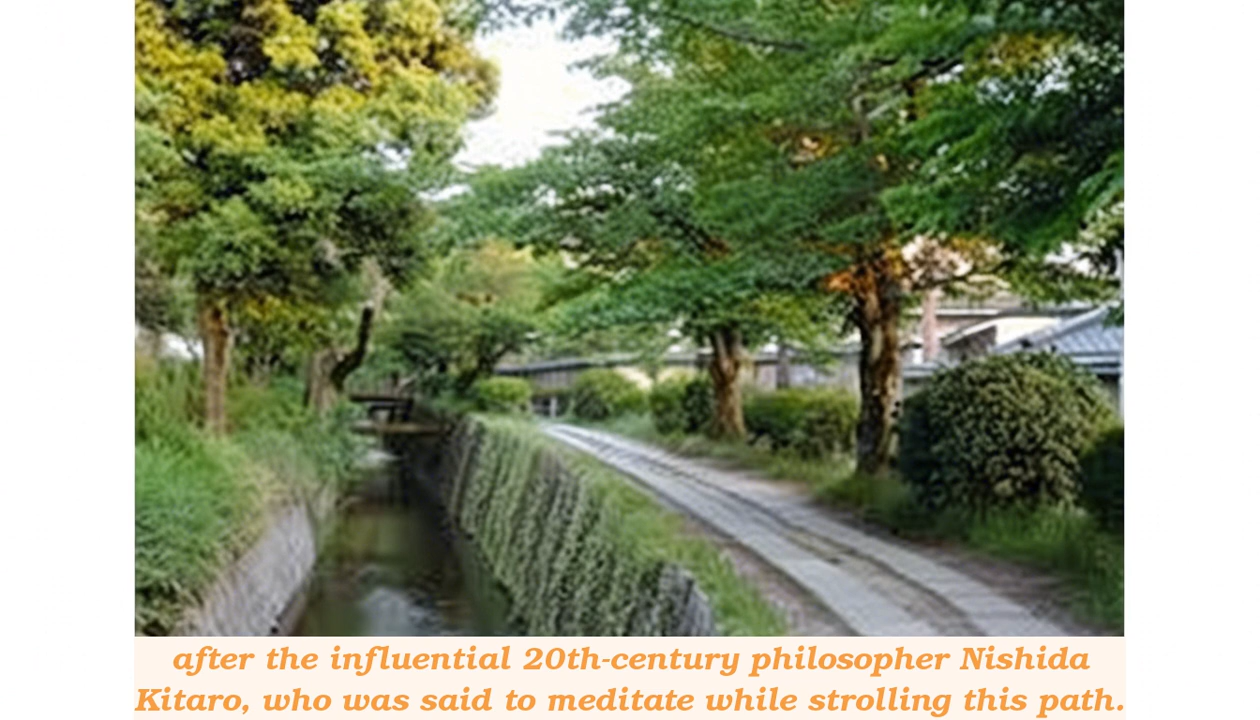 after the influential 20th-century philosopher Nishida
Kitaro, who was said to meditate while strolling this path.